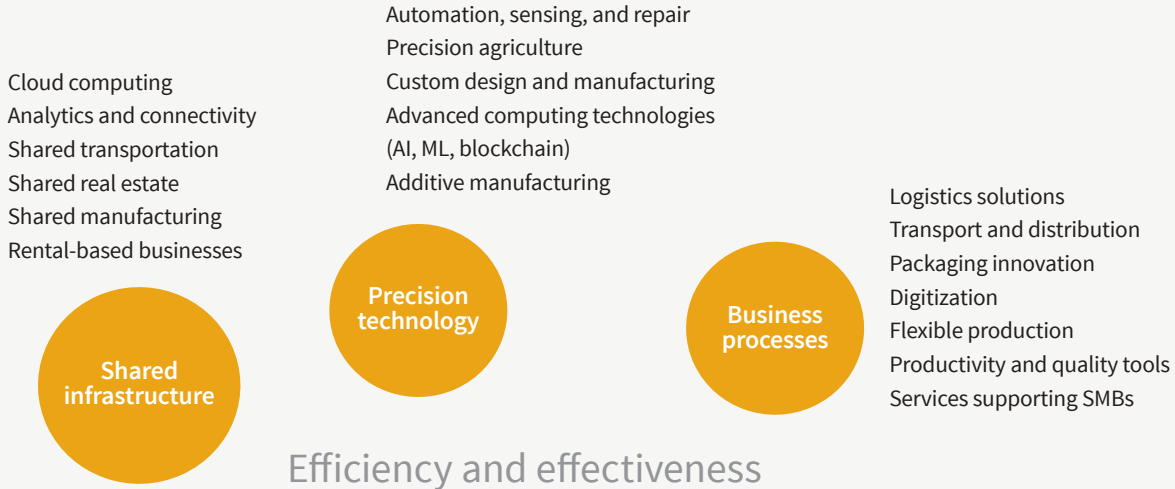 Cloud computing
Analytics and connectivity
Shared transportation
Shared real estate
Shared manufacturing
Rental-based businesses
Shared
infrastructure
Automation, sensing, and repair
Precision agriculture
Custom design and manufacturing
Advanced computing technologies
(AI, ML, blockchain)
Additive manufacturing
Precision
technology
Business
processes
Logistics solutions
Transport and distribution
Packaging innovation
Digitization
Flexible production
Productivity and quality tools
Services supporting SMBs
Efficiency and effectiveness